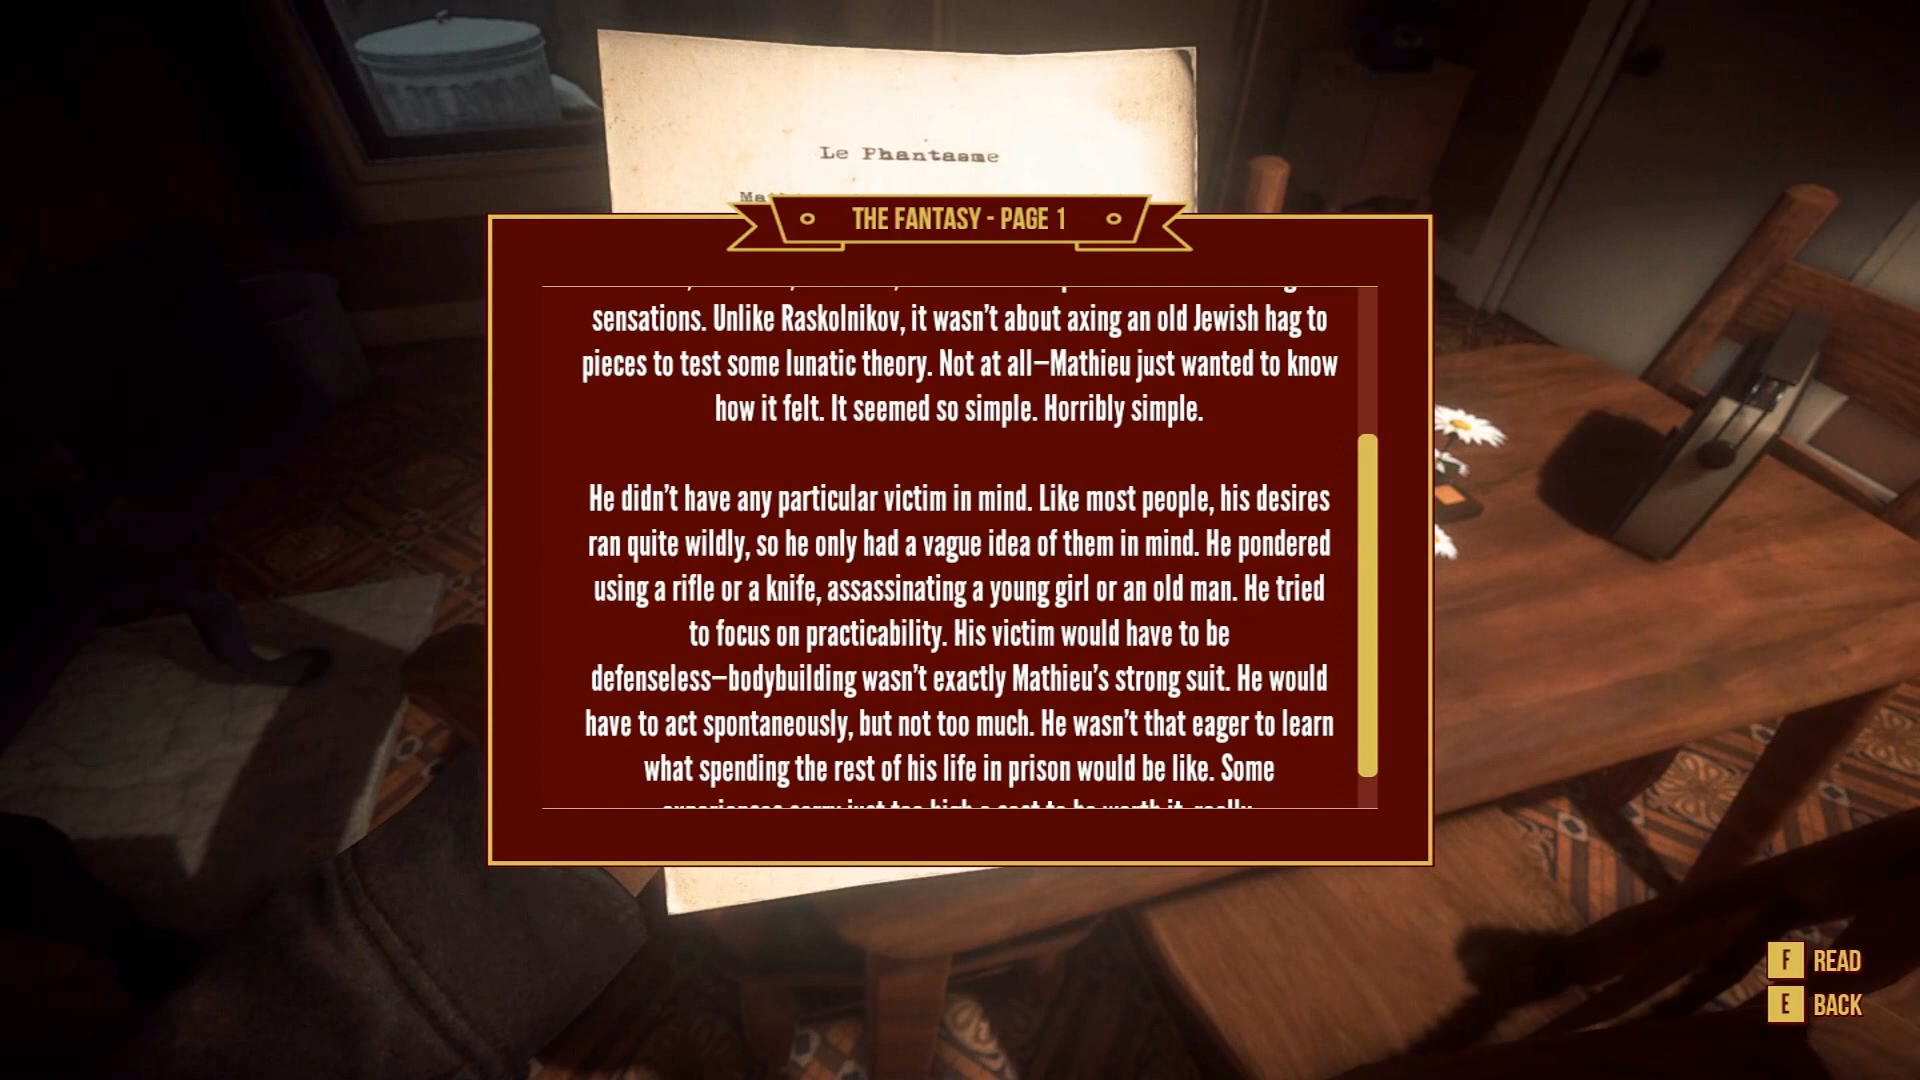 Le Phantasme
THE FANTASY - PAGE 1
sensations. Unlike Raskolnikov, it wasn't about axing an old Jewish hag to
pieces to test some lunatic theory. Not at all—Mathieu just wanted to know
how it felt. It seemed so simple. Horribly simple.
He didn't have any particular victim in mind. Like most people, his desires
ran quite wildly, so he only had a vague idea of them in mind. He pondered
using a rifle or a knife, assassinating a young girl or an old man. He tried
to focus on practicability. His victim would have to be
defenseless—bodybuilding wasn't exactly Mathieu's strong suit. He would
have to act spontaneously, but not too much. He wasn't that eager to learn
what spending the rest of his life in prison would be like. Some
F READ
E BACK